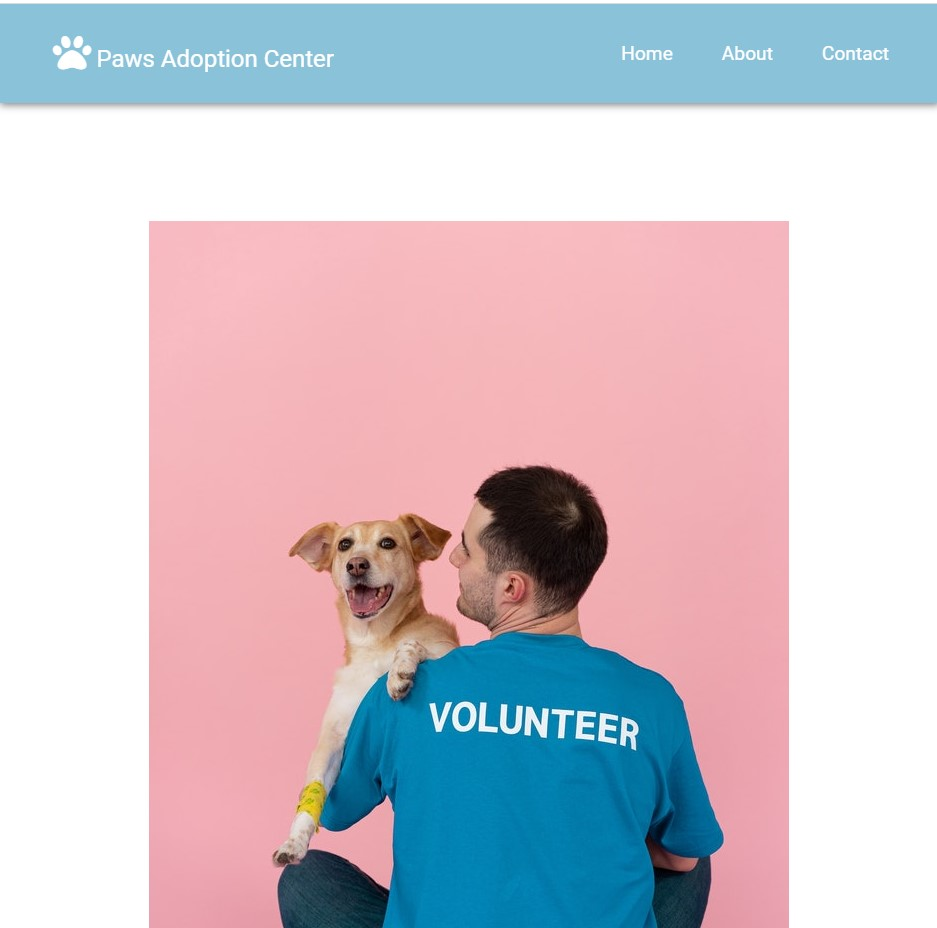 Paws Adoption Center
Home
About
Contact
VOLUNTEER